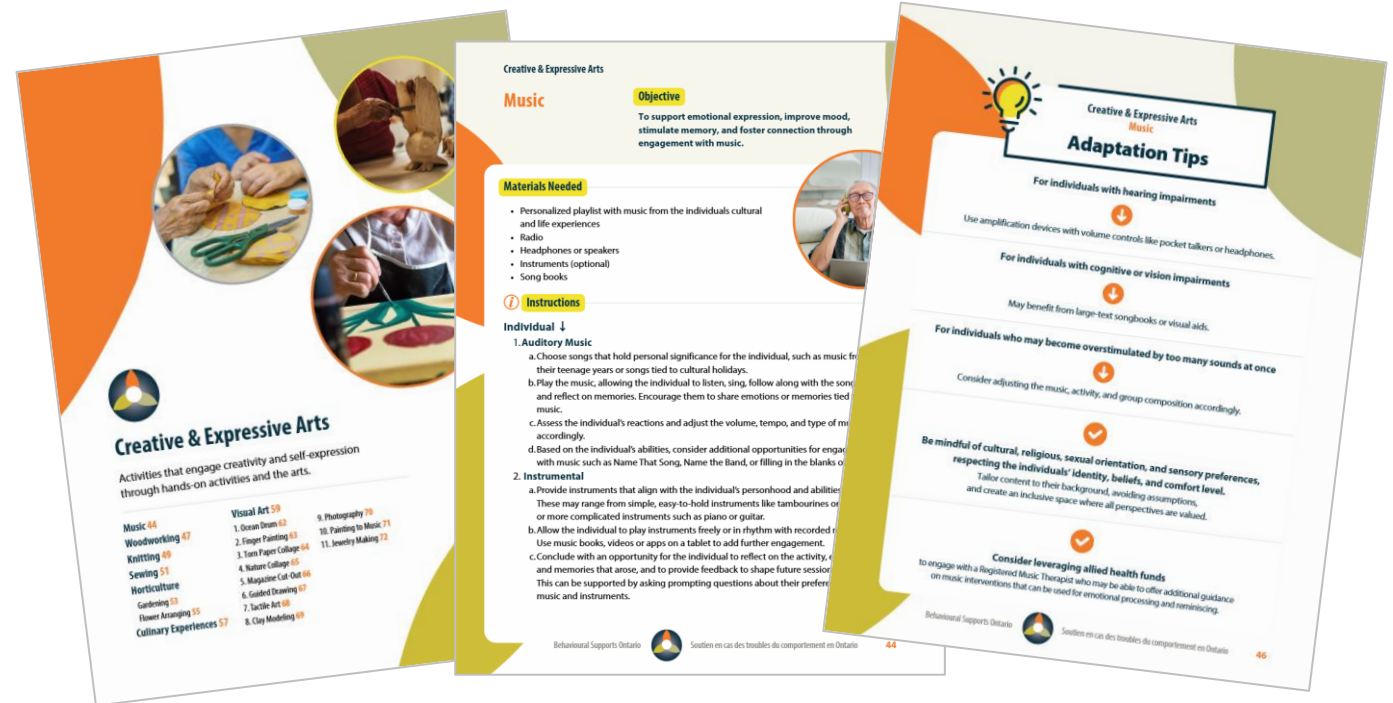 Creative & Expressive Arts
Activities that engage creativity and self-expression
through hands-on activities and the arts.
Music 44
Woodworking 47
Knitting 49
Sewing 51
Horticulture
Gardening 53
Flower Arranging 55
Culinary Experiences 57
Visual Art 59
1. Ocean Drum 62
2. Finger Painting 63
3. Torn Paper Collage 64
4. Nature Collage 65
5. Magazine Cut-Out 66
6. Guided Drawing 67
7. Tactile Art 68
8. Clay Modeling 69
9. Photography 70
10. Painting to Music 71
11. Jewelry Making 72
Creative & Expressive Arts
Music
Objective
To support emotional expression, improve mood,
stimulate memory, and foster connection through
engagement with music.
Materials Needed
• Personalized playlist with music from the individuals cultural
and life experiences
• Radio
• Headphones or speakers
• Instruments (optional)
• Song books
i Instructions
Individual ↓
1. Auditory Music
a. Choose songs that hold personal significance for the individual, such as music
their teenage years or songs tied to cultural holidays.
b. Play the music, allowing the individual to listen, sing, follow along with the
and reflect on memories. Encourage them to share emotions or memories tied
music.
c. Assess the individual's reactions and adjust the volume, tempo, and type of
accordingly.
d. Based on the individual's abilities, consider additional opportunities for
with music such as Name That Song, Name the Band, or filling in the blanks
2. Instrumental
a. Provide instruments that align with the individual's personhood and abilities
These may range from simple, easy-to-hold instruments like tambourines or
or more complicated instruments such as piano or guitar.
b. Allow the individual to play instruments freely or in rhythm with recorded
Use music books, videos or apps on a tablet to add further engagement.
c. Conclude with an opportunity for the individual to reflect on the activity,
and memories that arose, and to provide feedback to shape future
This can be supported by asking prompting questions about their
music and instruments.
Behavioural Supports Ontario Soutien en cas des troubles du comportement en Ontario 44
Creative & Expressive Arts
Music
Adaptation Tips
For individuals with hearing impairments
Use amplification devices with volume controls like pocket talkers or headphones.
For individuals with cognitive or vision impairments
May benefit from large-text songbooks or visual aids.
For individuals who may become overstimulated by too many sounds at once
Consider adjusting the music, activity, and group composition accordingly.
Be mindful of cultural, religious, sexual orientation, and sensory preferences,
respecting the individuals' identity, beliefs, and comfort level.
Tailor content to their background, avoiding assumptions,
and create an inclusive space where all perspectives are valued.
Consider leveraging allied health funds
to engage with a Registered Music Therapist who may be able to offer additional guidance
on music interventions that can be used for emotional processing and reminiscing.
Behavioural Supports Ontario Soutien en cas des troubles du comportement en Ontario 46